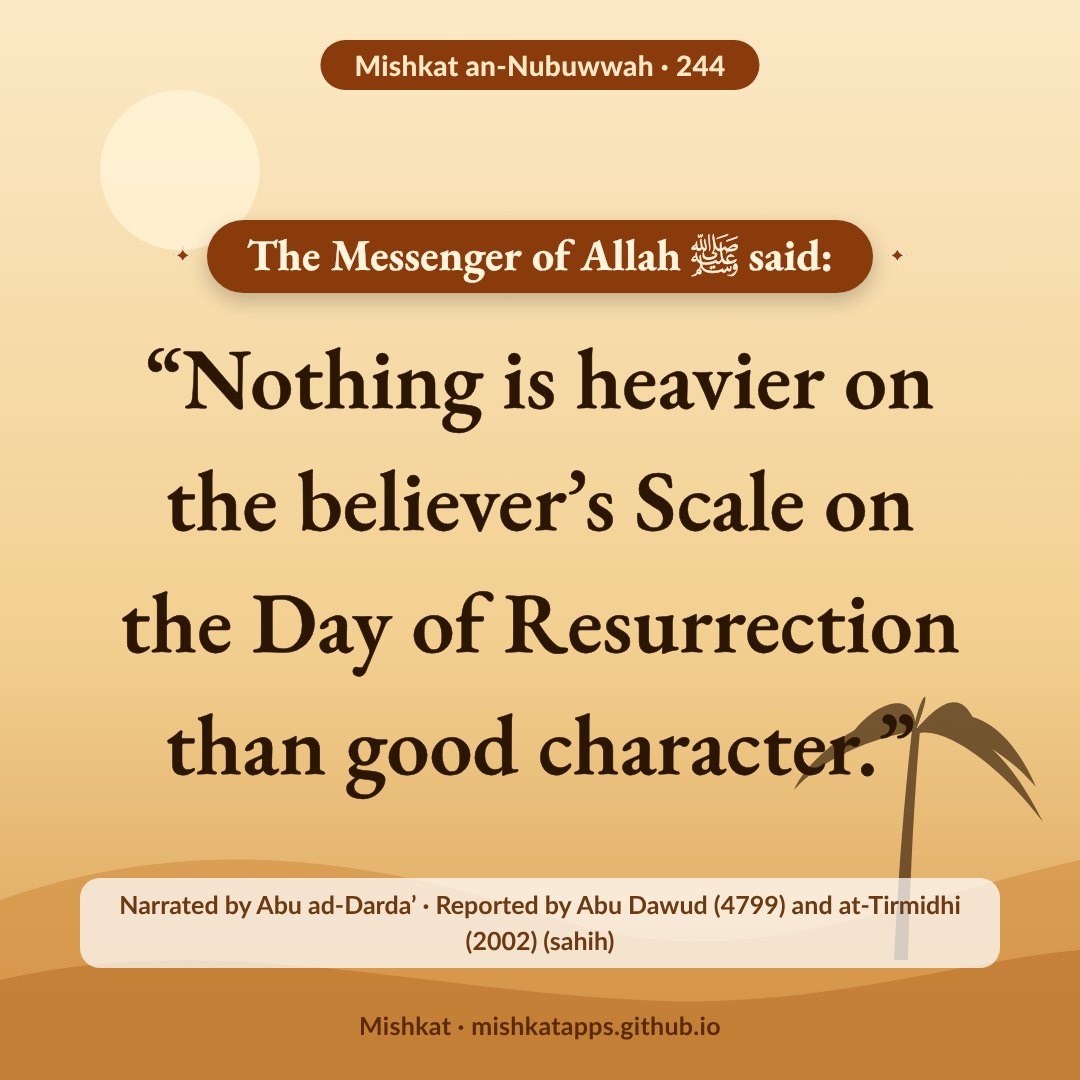 Mishkat an-Nubuwwah · 244
The Messenger of Allah ﷺ said:
“Nothing is heavier on
the believer’s Scale on
the Day of Resurrection
than good character.”
Narrated by Abu ad-Darda’ · Reported by Abu Dawud (4799) and at-Tirmidhi
(2002) (sahih)
Mishkat · mishkatapps.github.io